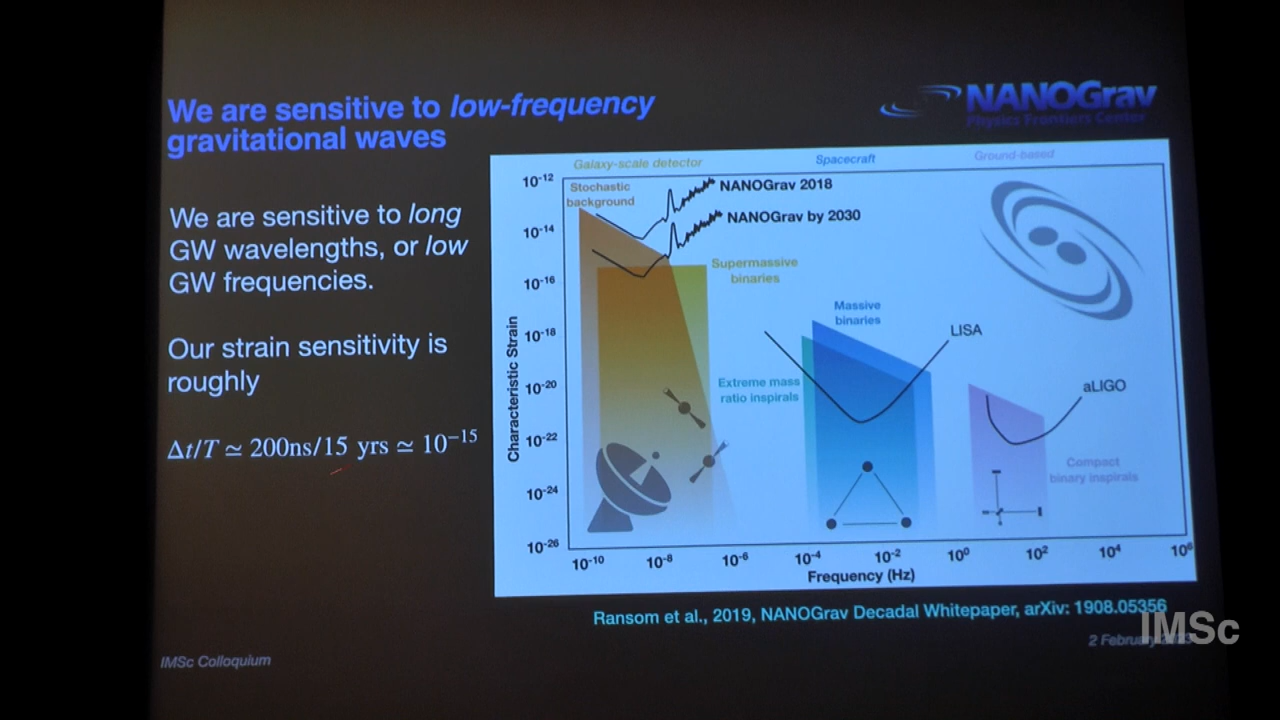 We are sensitive to low-frequency
gravitational waves
NANOGrav
Physics Frontiers Center
We are sensitive to long
GW wavelengths, or low
GW frequencies.
Our strain sensitivity is
roughly
Δt/T ≃ 200ns/15 yrs ≃ 10⁻¹⁵
Galaxy-scale detector
Spacecraft
Ground-based
Stochastic
background
NANOGrav 2018
NANOGrav by 2030
Supermassive
binaries
Massive
binaries
LISA
Extreme mass
ratio inspirals
aLIGO
Compact
binary inspirals
Characteristic Strain
10⁻¹²
10⁻¹⁴
10⁻¹⁶
10⁻¹⁸
10⁻²⁰
10⁻²²
10⁻²⁴
10⁻²⁶
10⁻¹⁰ 10⁻⁸ 10⁻⁶ 10⁻⁴ 10⁻² 10⁰ 10² 10⁴ 10⁶
Frequency (Hz)
Ransom et al., 2019, NANOGrav Decadal Whitepaper, arXiv: 1908.05356
IMSc Colloquium
2 February
IMSc